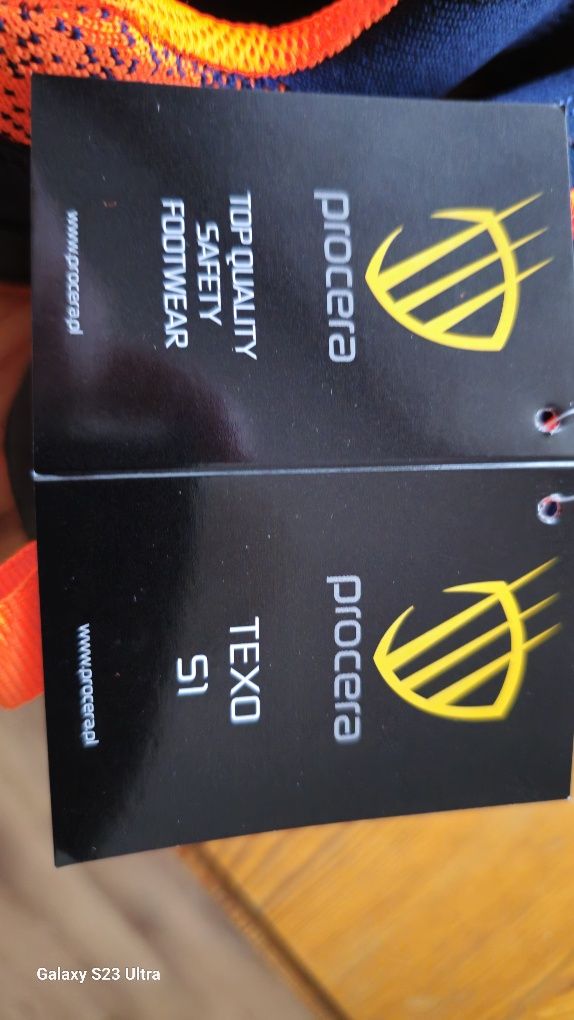 procera
TOP QUALITY
SAFETY
FOOTWEAR
www.procera.pl
procera
TEXO
S1
www.procera.pl
Galaxy S23 Ultra